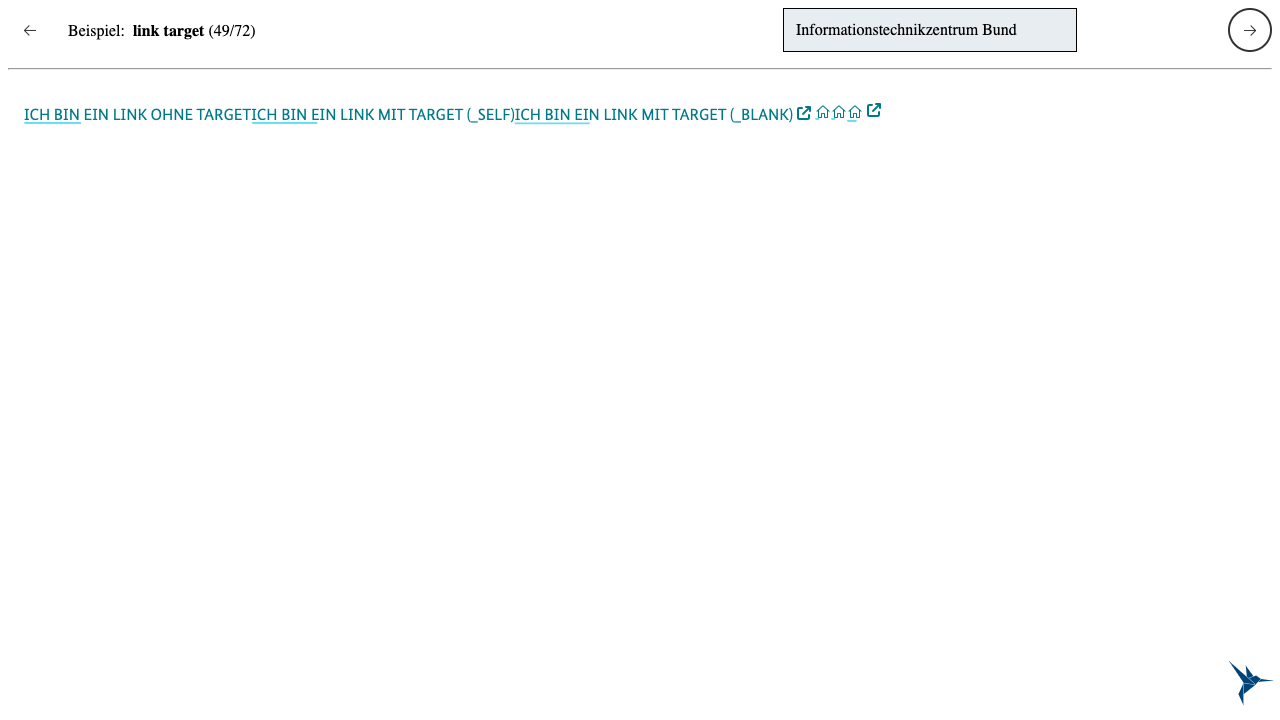 Beispiel: link target (49/72)
Informationstechnikzentrum Bund
ICH BIN EIN LINK OHNE TARGETICH BIN EIN LINK MIT TARGET (_SELF)ICH BIN EIN LINK MIT TARGET (_BLANK)